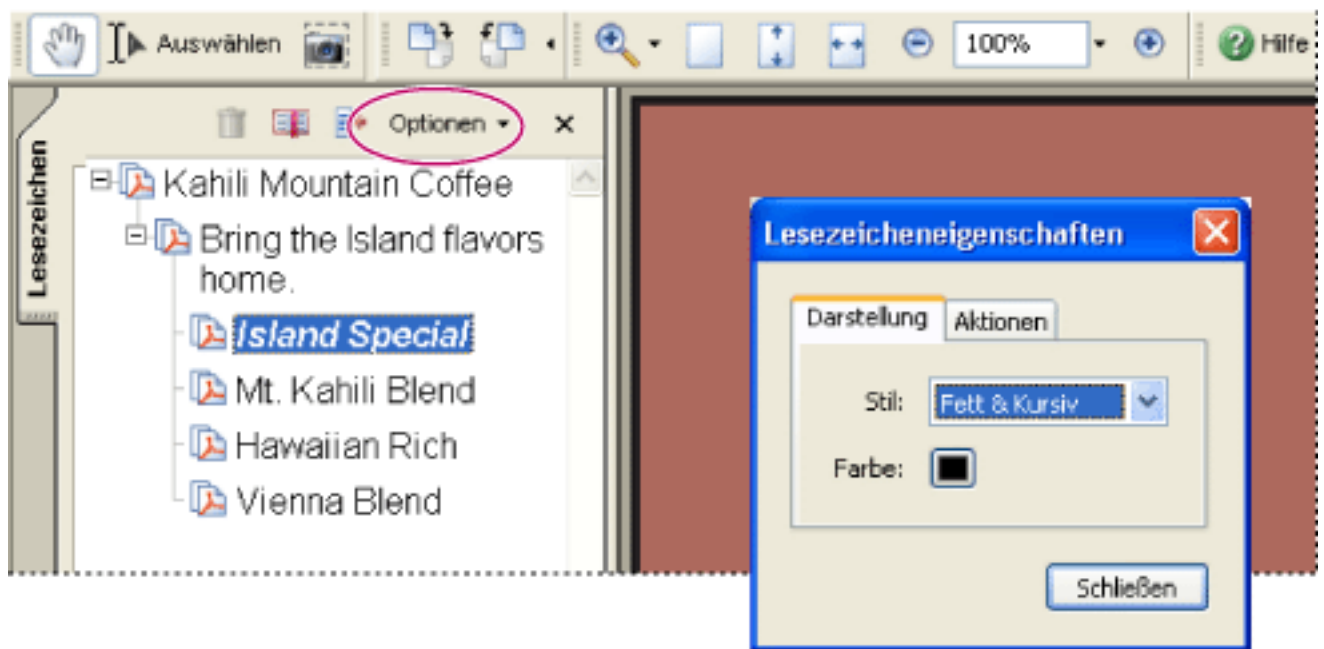 Auswählen
100%
Hilfe
Optionen
Lesezeichen
Kahili Mountain Coffee
Bring the Island flavors
home.
Island Special
Mt. Kahili Blend
Hawaiian Rich
Vienna Blend
Lesezeicheneigenschaften
Darstellung
Aktionen
Stil:
Fett & Kursiv
Farbe:
Schließen